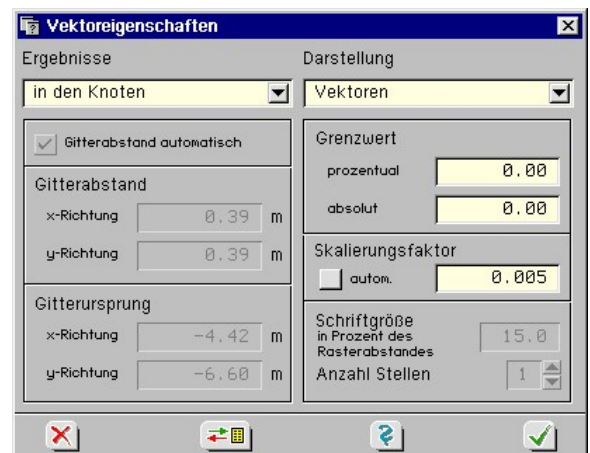 Vektoreigenschaften
Ergebnisse
in den Knoten
Gitterabstand automatisch
Gitterabstand
x-Richtung 0.39 m
y-Richtung 0.39 m
Gitterursprung
x-Richtung -4.42 m
y-Richtung -6.60 m
Darstellung
Vektoren
Grenzwert
prozentual 0.00
absolut 0.00
Skalierungsfaktor
autom. 0.005
Schriftgröße
in Prozent des
Rasterabstandes 15.0
Anzahl Stellen 1